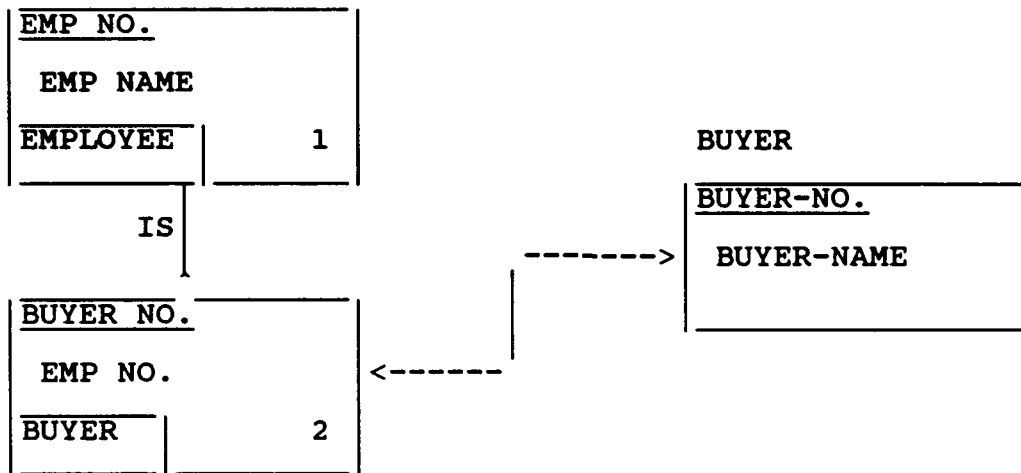 EMP NO.
EMP NAME
EMPLOYEE 1
IS
BUYER NO.
EMP NO.
BUYER 2
BUYER
BUYER-NO.
BUYER-NAME